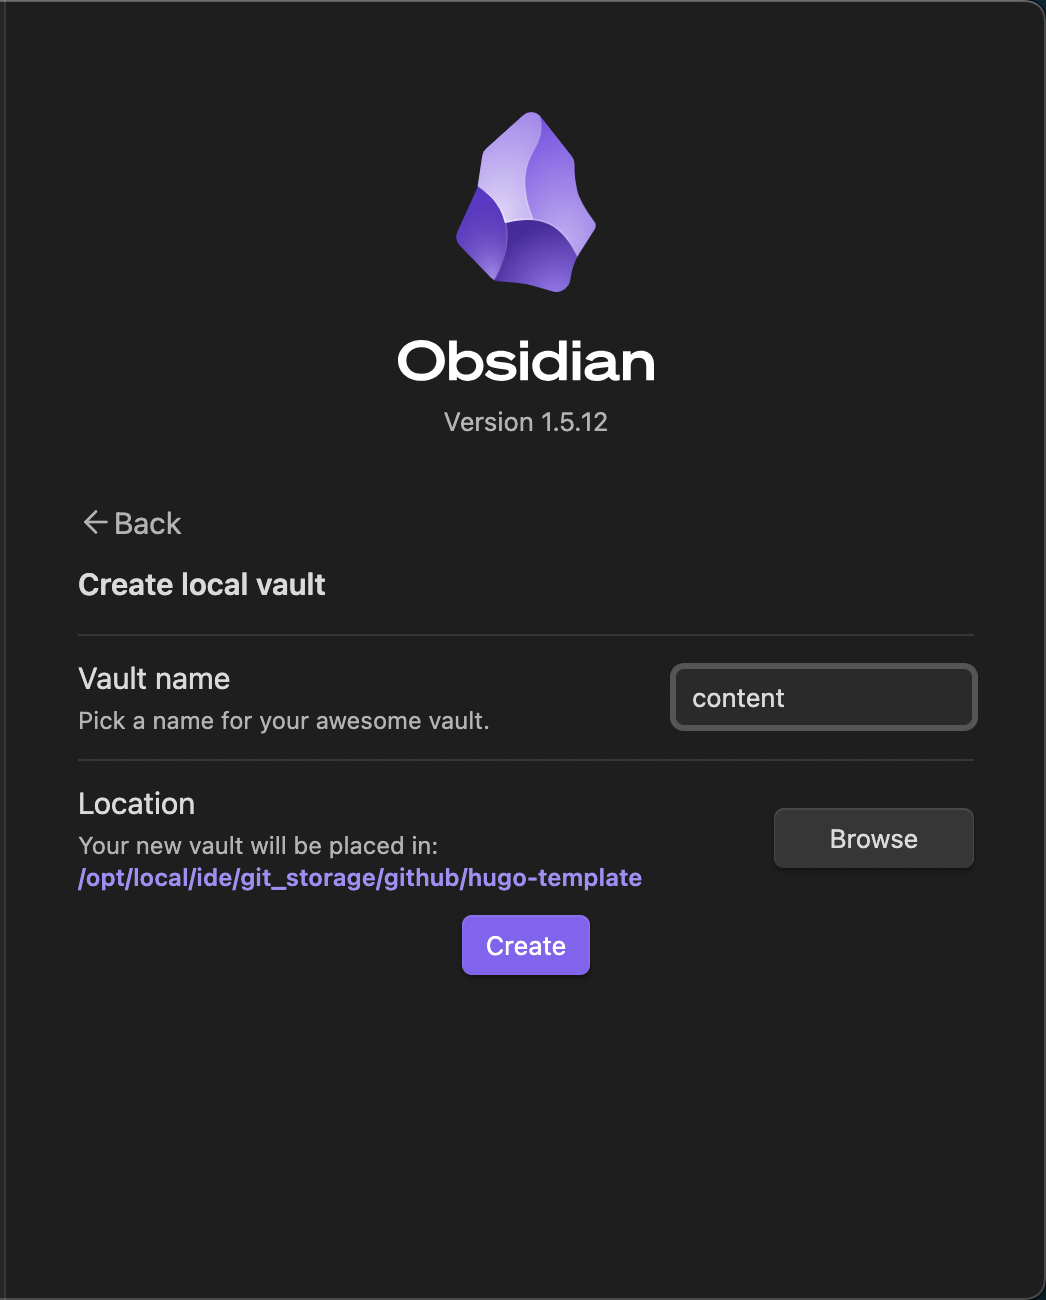 Obsidian
Version 1.5.12
Back
Create local vault
Vault name
Pick a name for your awesome vault.
content
Location
Your new vault will be placed in:
/opt/local/ide/git_storage/github/hugo-template
Browse
Create